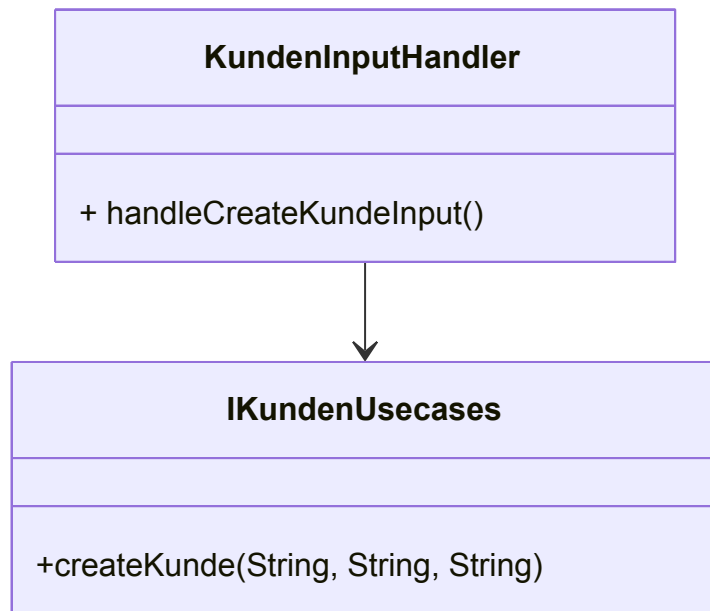 KundenInputHandler
+ handleCreateKundeInput()
IKundenUsecases
+createKunde(String, String, String)